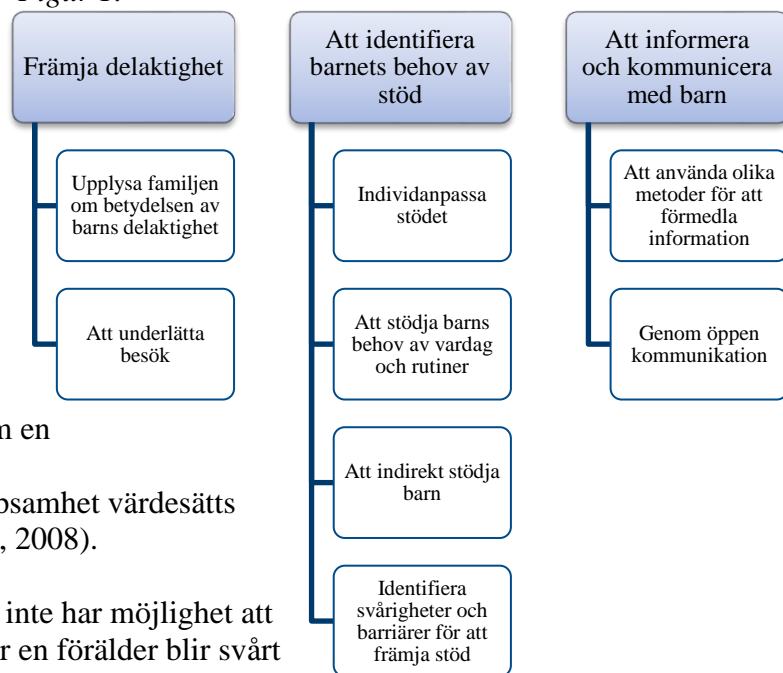 Främja delaktighet
Upplysa familjen
om betydelsen av
barns delaktighet
Att underlätta
besök
Att identifiera
barnets behov av
stöd
Individanpassa
stödet
Att stödja barns
behov av vardag
och rutiner
Att indirekt stödja
barn
Identifiera
svårigheter och
barriärer för att
främja stöd
Att informera
och kommunicera
med barn
Att använda olika
metoder för att
förmedla
information
Genom öppen
kommunikation
en
värdesätts
, 2008).
inte har möjlighet att
en förälder blir svårt